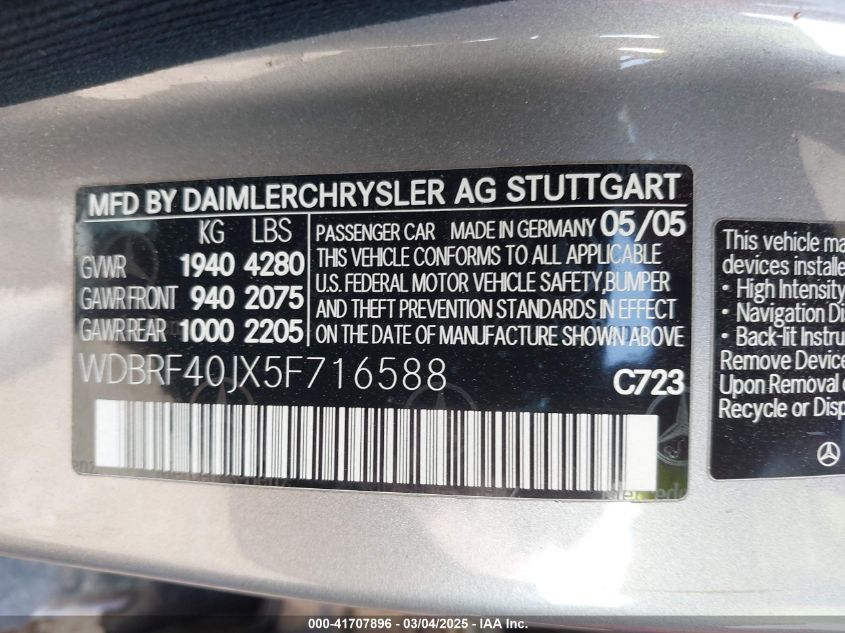 MFD BY DAIMLERCHRYSLER AG STUTTGART
KG LBS
GVWR 1940 4280
GAWR FRONT 940 2075
GAWR REAR 1000 2205
PASSENGER CAR MADE IN GERMANY 05/05
THIS VEHICLE CONFORMS TO ALL APPLICABLE
U.S. FEDERAL MOTOR VEHICLE SAFETY,BUMPER
AND THEFT PREVENTION STANDARDS IN EFFECT
ON THE DATE OF MANUFACTURE SHOWN ABOVE
WDBRF40JX5F716588
C723
This vehicle ma
devices installe
• High Intensity
• Navigation Di
• Back-lit Instru
Remove Device
Upon Removal
Recycle or Disp
000-41707896 - 03/04/2025 - IAA Inc.